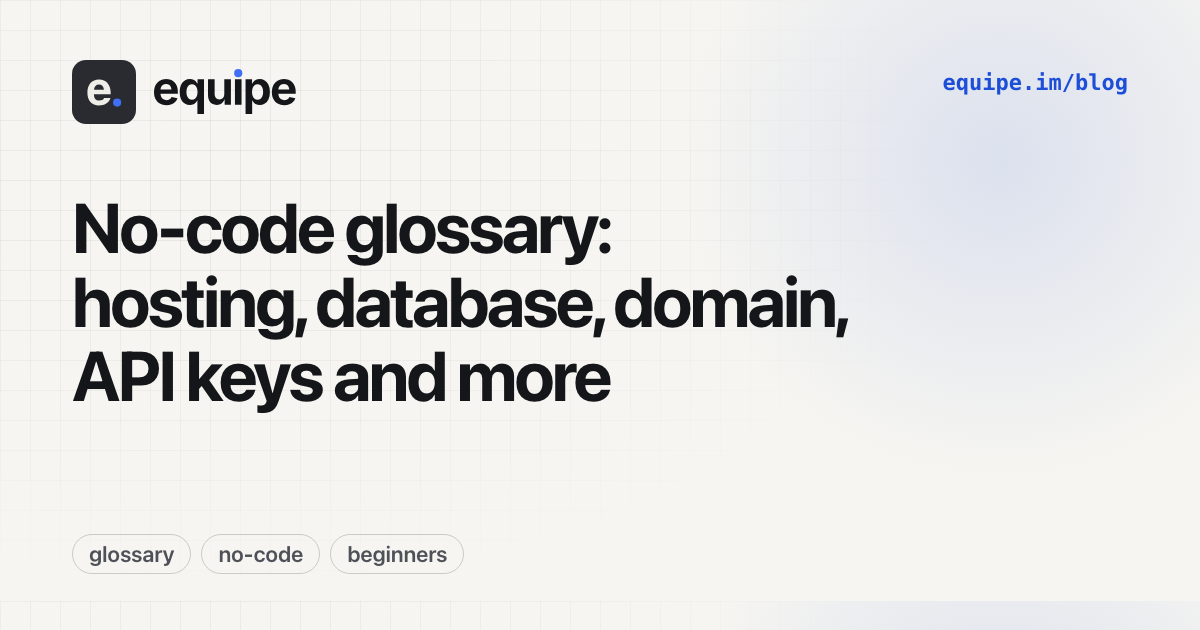 e. equipe
equipe.im/blog
No-code glossary:
hosting, database, domain,
API keys and more
glossary
no-code
beginners